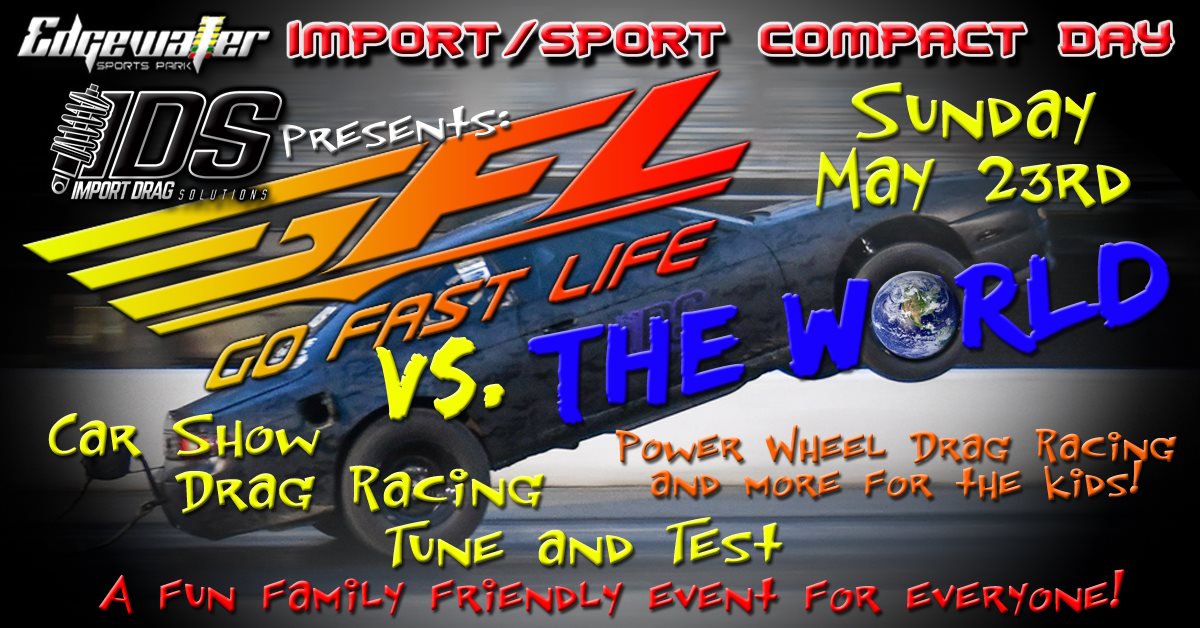 Edgewater
SPORTS PARK
IMPORT/SPORT COMPACT DAY
IDS
IMPORT DRAG SOLUTIONS
PRESENTS:
GFL
GO FAST LIFE
Sunday
May 23rd
VS. THE WORLD
Car Show
Drag Racing
Tune and Test
Power Wheel Drag Racing
and more for the kids!
A fun family friendly event for everyone!